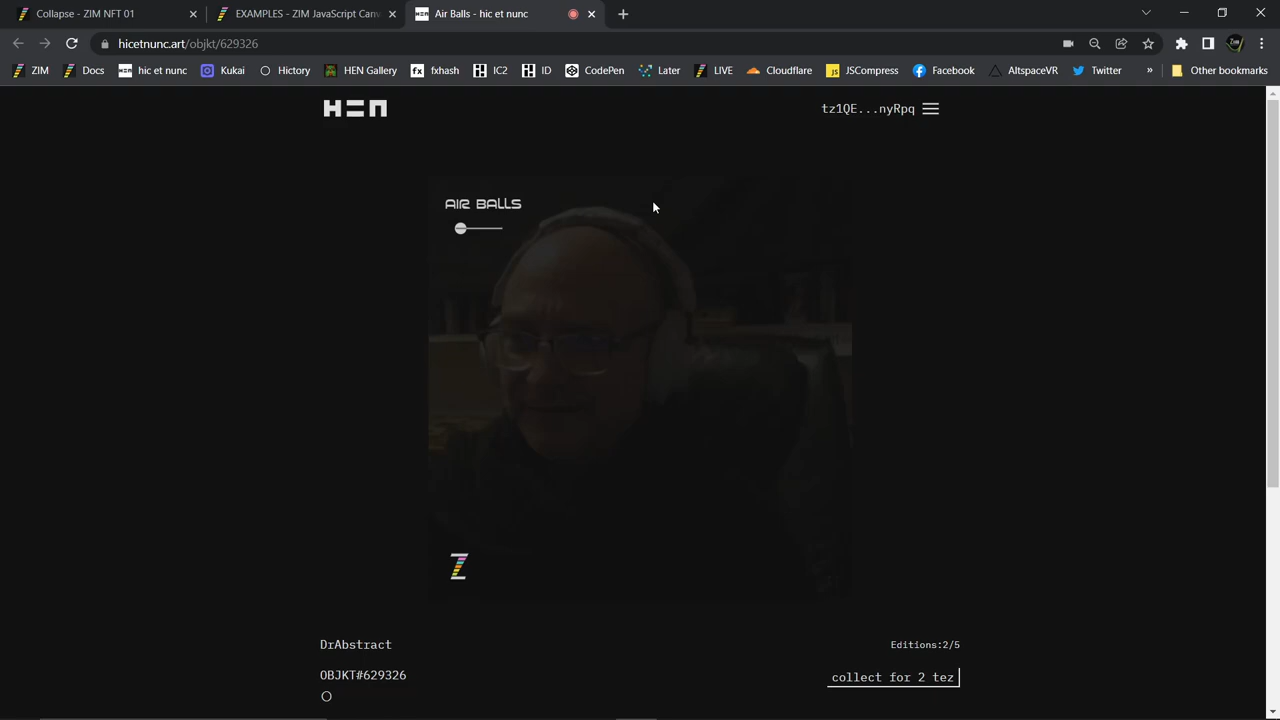 Collapse - ZIM NFT 01
EXAMPLES - ZIM JavaScript Canv
Air Balls - hic et nunc
hicetnunc.art/objkt/629326
ZIM
Docs
hic et nunc
Kukai
Hictory
HEN Gallery
fxhash
IC2
ID
CodePen
Later
LIVE
Cloudflare
JSCompress
Facebook
AltspaceVR
Twitter
»
Other bookmarks
HEN
tz1QE...nyRpq
AIR BALLS
Z
DrAbstract
Editions:2/5
OBJKT#629326
collect for 2 tez